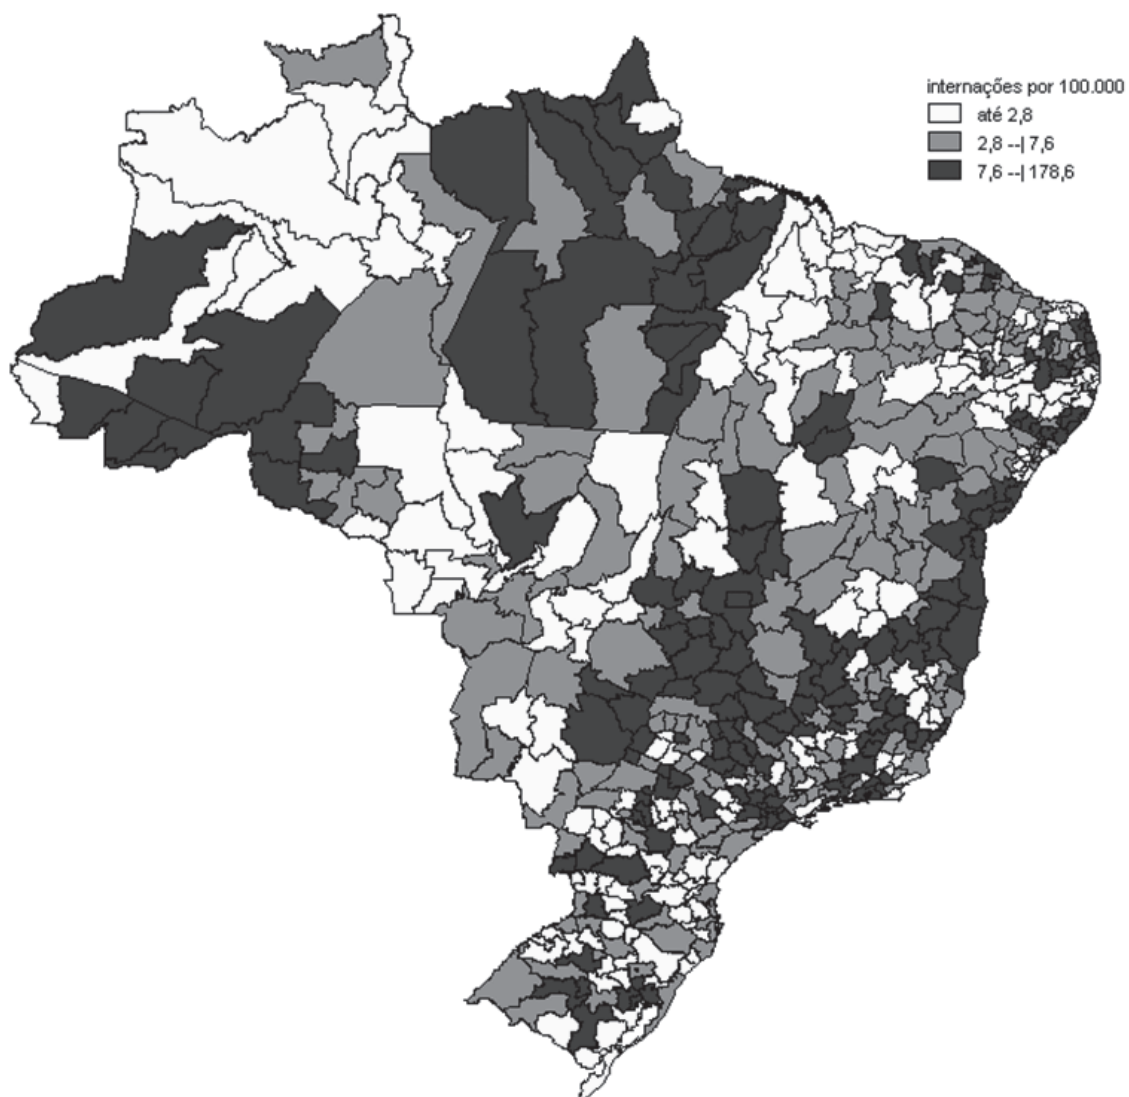 internações por 100.000
até 2,8
2,8 --| 7,6
7,6 --| 178,6